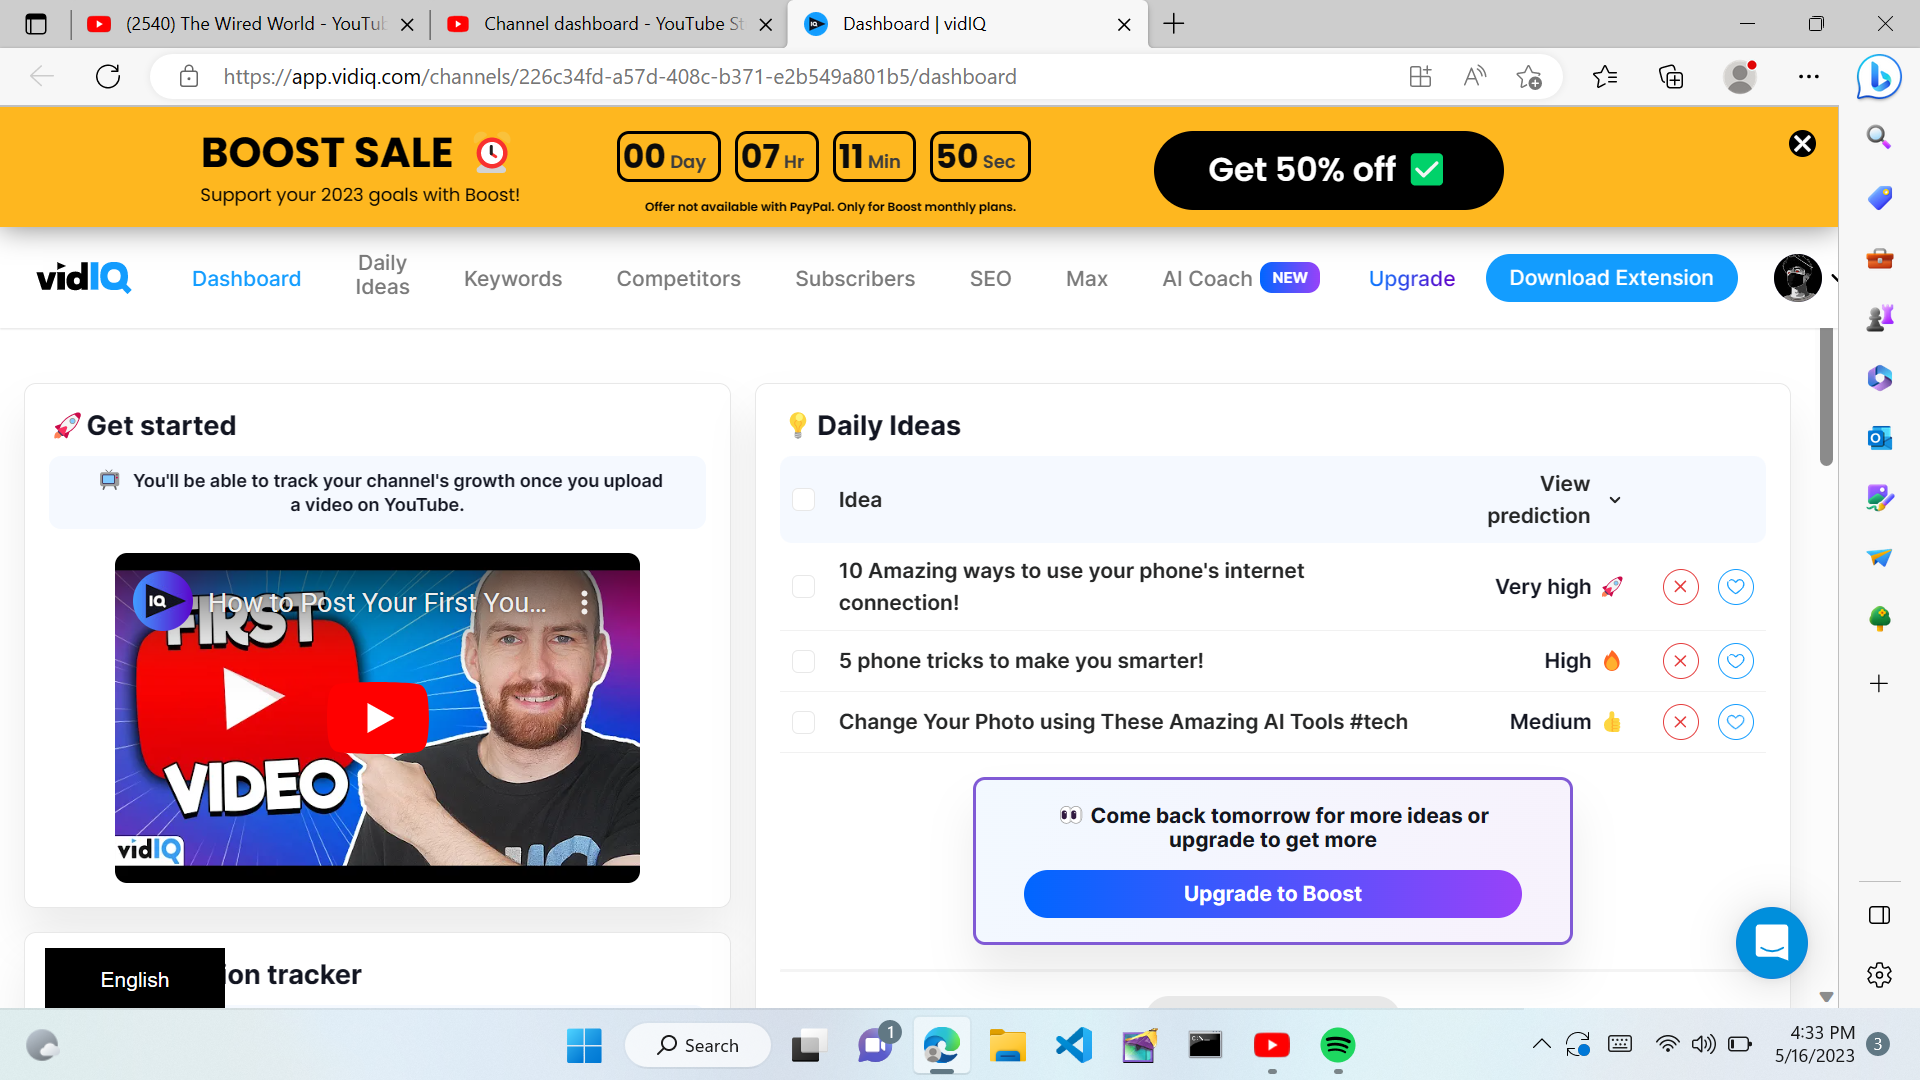 (2540) The Wired World - YouTub
Channel dashboard - YouTube St
Dashboard | vidIQ
https://app.vidiq.com/channels/226c34fd-a57d-408c-b371-e2b549a801b5/dashboard
BOOST SALE
Support your 2023 goals with Boost!
00 Day
07 Hr
11 Min
50 Sec
Offer not available with PayPal. Only for Boost monthly plans.
Get 50% off
vidIQ
Dashboard
Daily
Ideas
Keywords
Competitors
Subscribers
SEO
Max
AI Coach
NEW
Upgrade
Download Extension
Get started
You'll be able to track your channel's growth once you upload
a video on YouTube.
IQ
How to Post Your First You...
FIRST
VIDEO
vidIQ
Daily Ideas
Idea
View
prediction
10 Amazing ways to use your phone's internet
connection!
Very high
5 phone tricks to make you smarter!
High
Change Your Photo using These Amazing AI Tools #tech
Medium
Come back tomorrow for more ideas or
upgrade to get more
Upgrade to Boost
English
ion tracker
Search
1
4:33 PM
5/16/2023
3